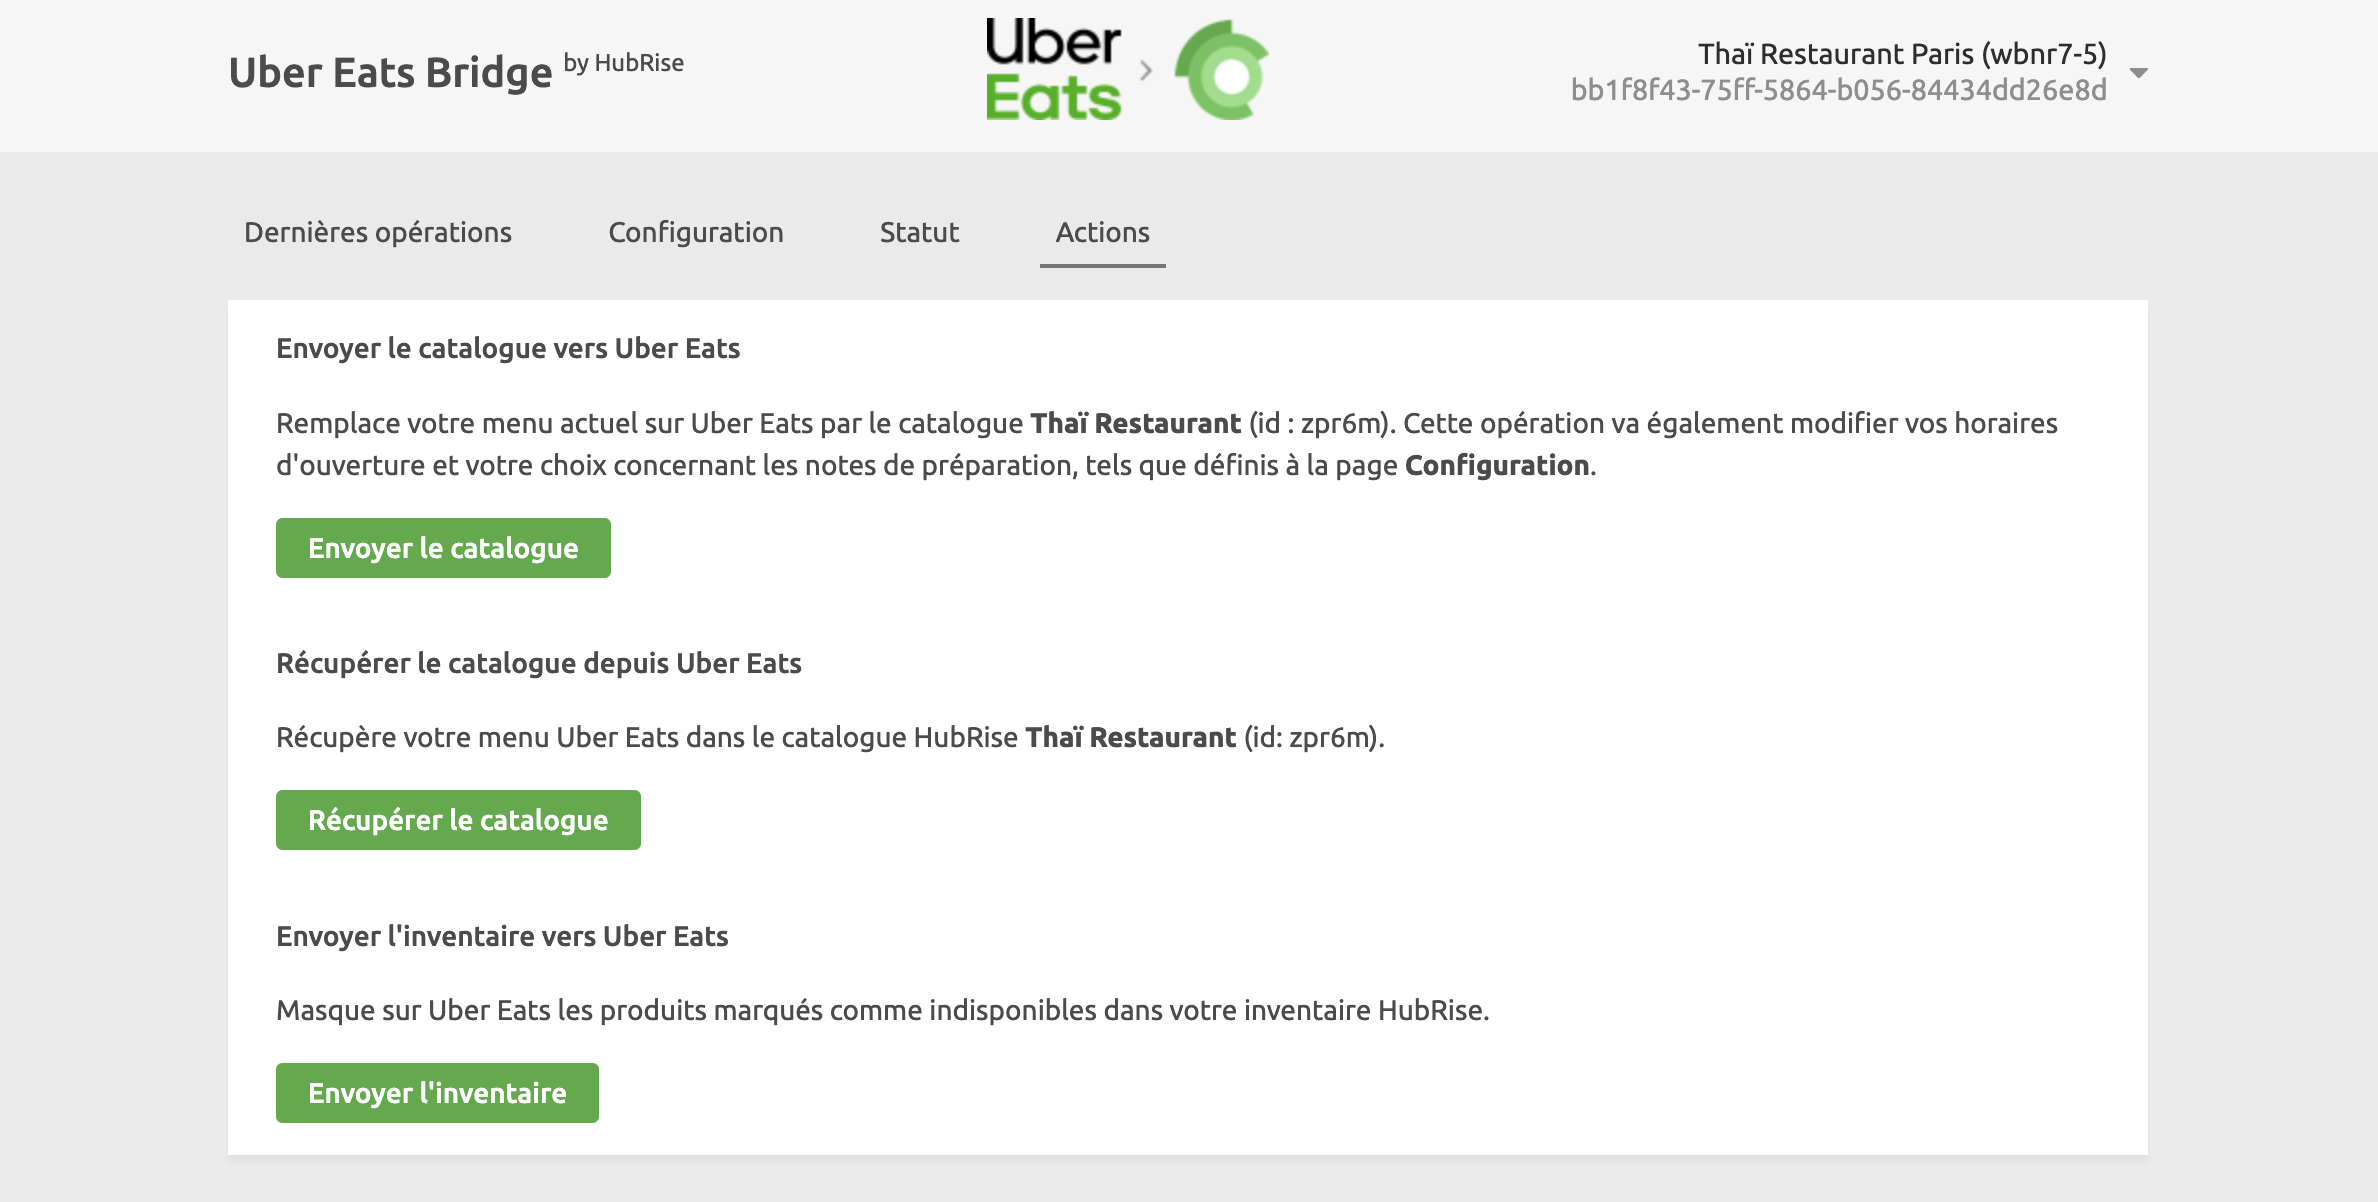 Uber Eats Bridge by HubRise
Uber
Eats
Thaï Restaurant Paris (wbnr7-5)
bb1f8f43-75ff-5864-b056-84434dd26e8d
Dernières opérations
Configuration
Statut
Actions
Envoyer le catalogue vers Uber Eats
Remplace votre menu actuel sur Uber Eats par le catalogue Thaï Restaurant (id : zpr6m). Cette opération va également modifier vos horaires
d'ouverture et votre choix concernant les notes de préparation, tels que définis à la page Configuration.
Envoyer le catalogue
Récupérer le catalogue depuis Uber Eats
Récupère votre menu Uber Eats dans le catalogue HubRise Thaï Restaurant (id: zpr6m).
Récupérer le catalogue
Envoyer l'inventaire vers Uber Eats
Masque sur Uber Eats les produits marqués comme indisponibles dans votre inventaire HubRise.
Envoyer l'inventaire